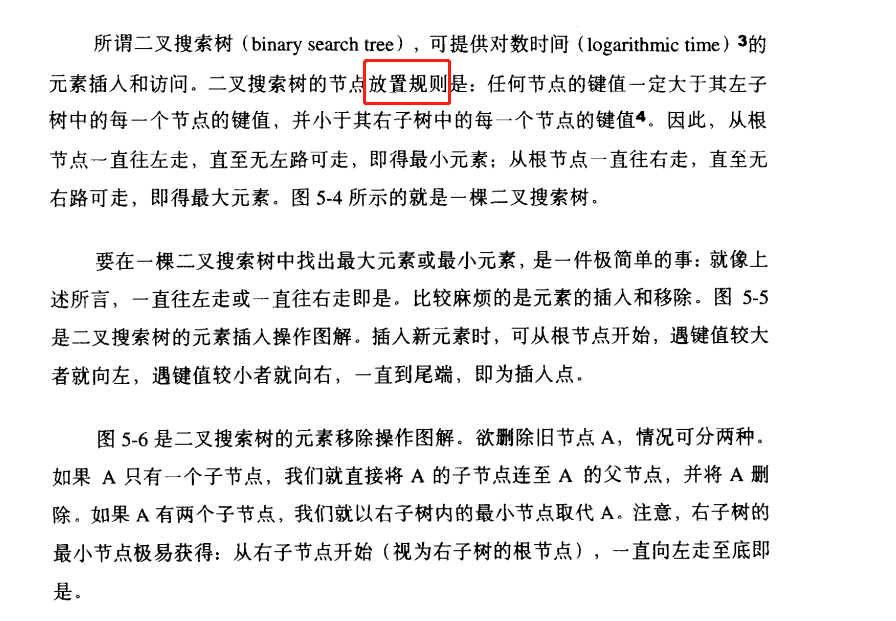 所谓二叉搜索树（binary search tree），可提供对数时间（logarithmic time）3的
元素插入和访问。二叉搜索树的节点放置规则是：任何节点的键值一定大于其左子
树中的每一个节点的键值，并小于其右子树中的每一个节点的键值4。因此，从根
节点一直往左走，直至无左路可走，即得最小元素；从根节点一直往右走，直至无
右路可走，即得最大元素。图 5-4 所示的就是一棵二叉搜索树。
要在一棵二叉搜索树中找出最大元素或最小元素，是一件极简单的事：就像上
述所言，一直往左走或一直往右走即是。比较麻烦的是元素的插入和移除。图 5-5
是二叉搜索树的元素插入操作图解。插入新元素时，可从根节点开始，遇键值较大
者就向左，遇键值较小者就向右，一直到尾端，即为插入点。
图 5-6 是二叉搜索树的元素移除操作图解。欲删除旧节点 A，情况可分两种。
如果 A 只有一个子节点，我们就直接将 A 的子节点连至 A 的父节点，并将 A 删
除。如果 A 有两个子节点，我们就以右子树内的最小节点取代 A。注意，右子树的
最小节点极易获得：从右子节点开始（视为右子树的根节点），一直向左走至底即
是。